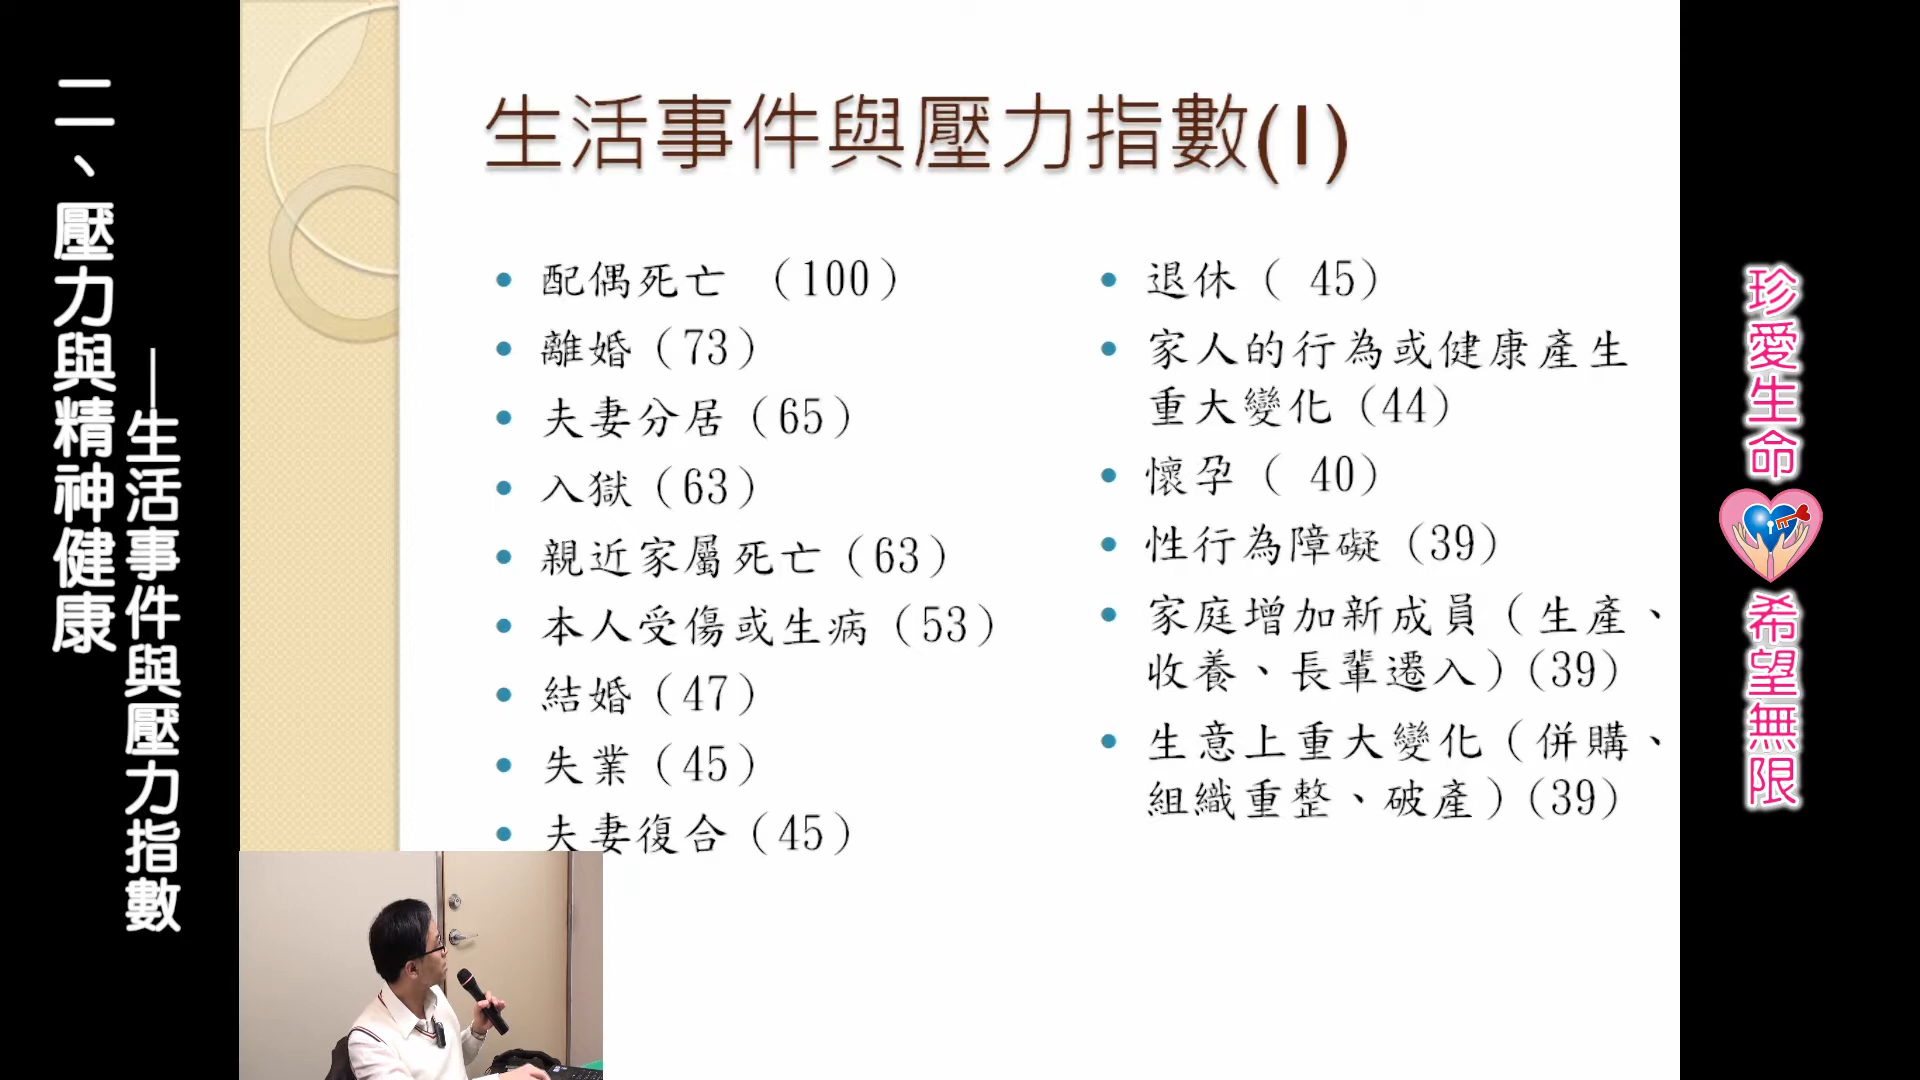 二、壓力與精神健康
—生活事件與壓力指數
生活事件與壓力指數(I)
• 配偶死亡 （100）
• 離婚（73）
• 夫妻分居（65）
• 入獄（63）
• 親近家屬死亡（63）
• 本人受傷或生病（53）
• 結婚（47）
• 失業（45）
• 夫妻復合（45）
• 退休（ 45）
• 家人的行為或健康產生
重大變化（44）
• 懷孕（ 40）
• 性行為障礙（39）
• 家庭增加新成員（生產、
收養、長輩遷入）（39）
• 生意上重大變化（併購、
組織重整、破產）（39）
珍愛生命
希望無限